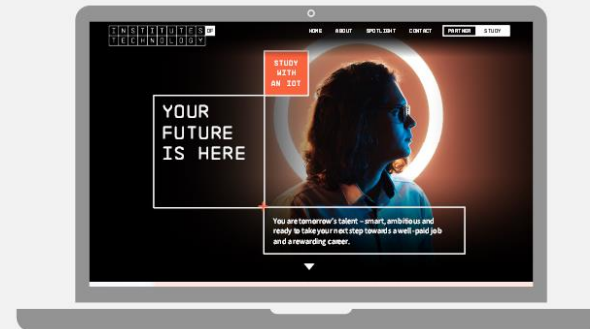 INSTITUTES OF
TECHNOLOGY
HOME ABOUT SPOTLIGHT CONTACT PARTNER STUDY
STUDY
WITH
AN IOT
YOUR
FUTURE
IS HERE
You are tomorrow's talent – smart, ambitious and
ready to take your next step towards a well-paid job
and a rewarding career.